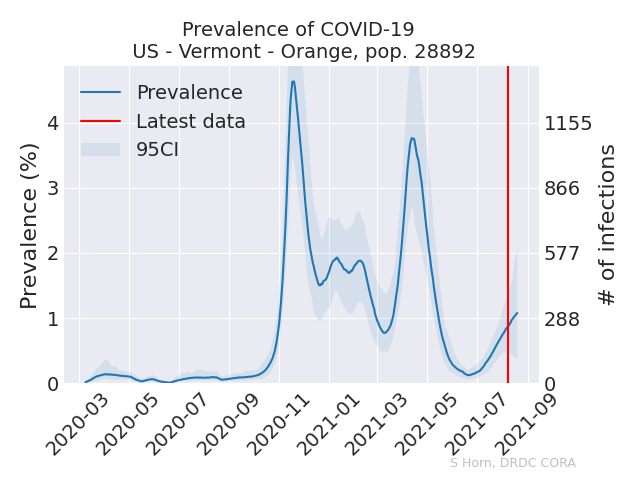 Prevalence of COVID-19
US - Vermont - Orange, pop. 28892
Prevalence
Latest data
95CI
Prevalence (%)
4
3
2
1
0
1155
866
577
288
0
# of infections
2020-03
2020-05
2020-07
2020-09
2020-11
2021-01
2021-03
2021-05
2021-07
2021-09
S Horn, DRDC CORA